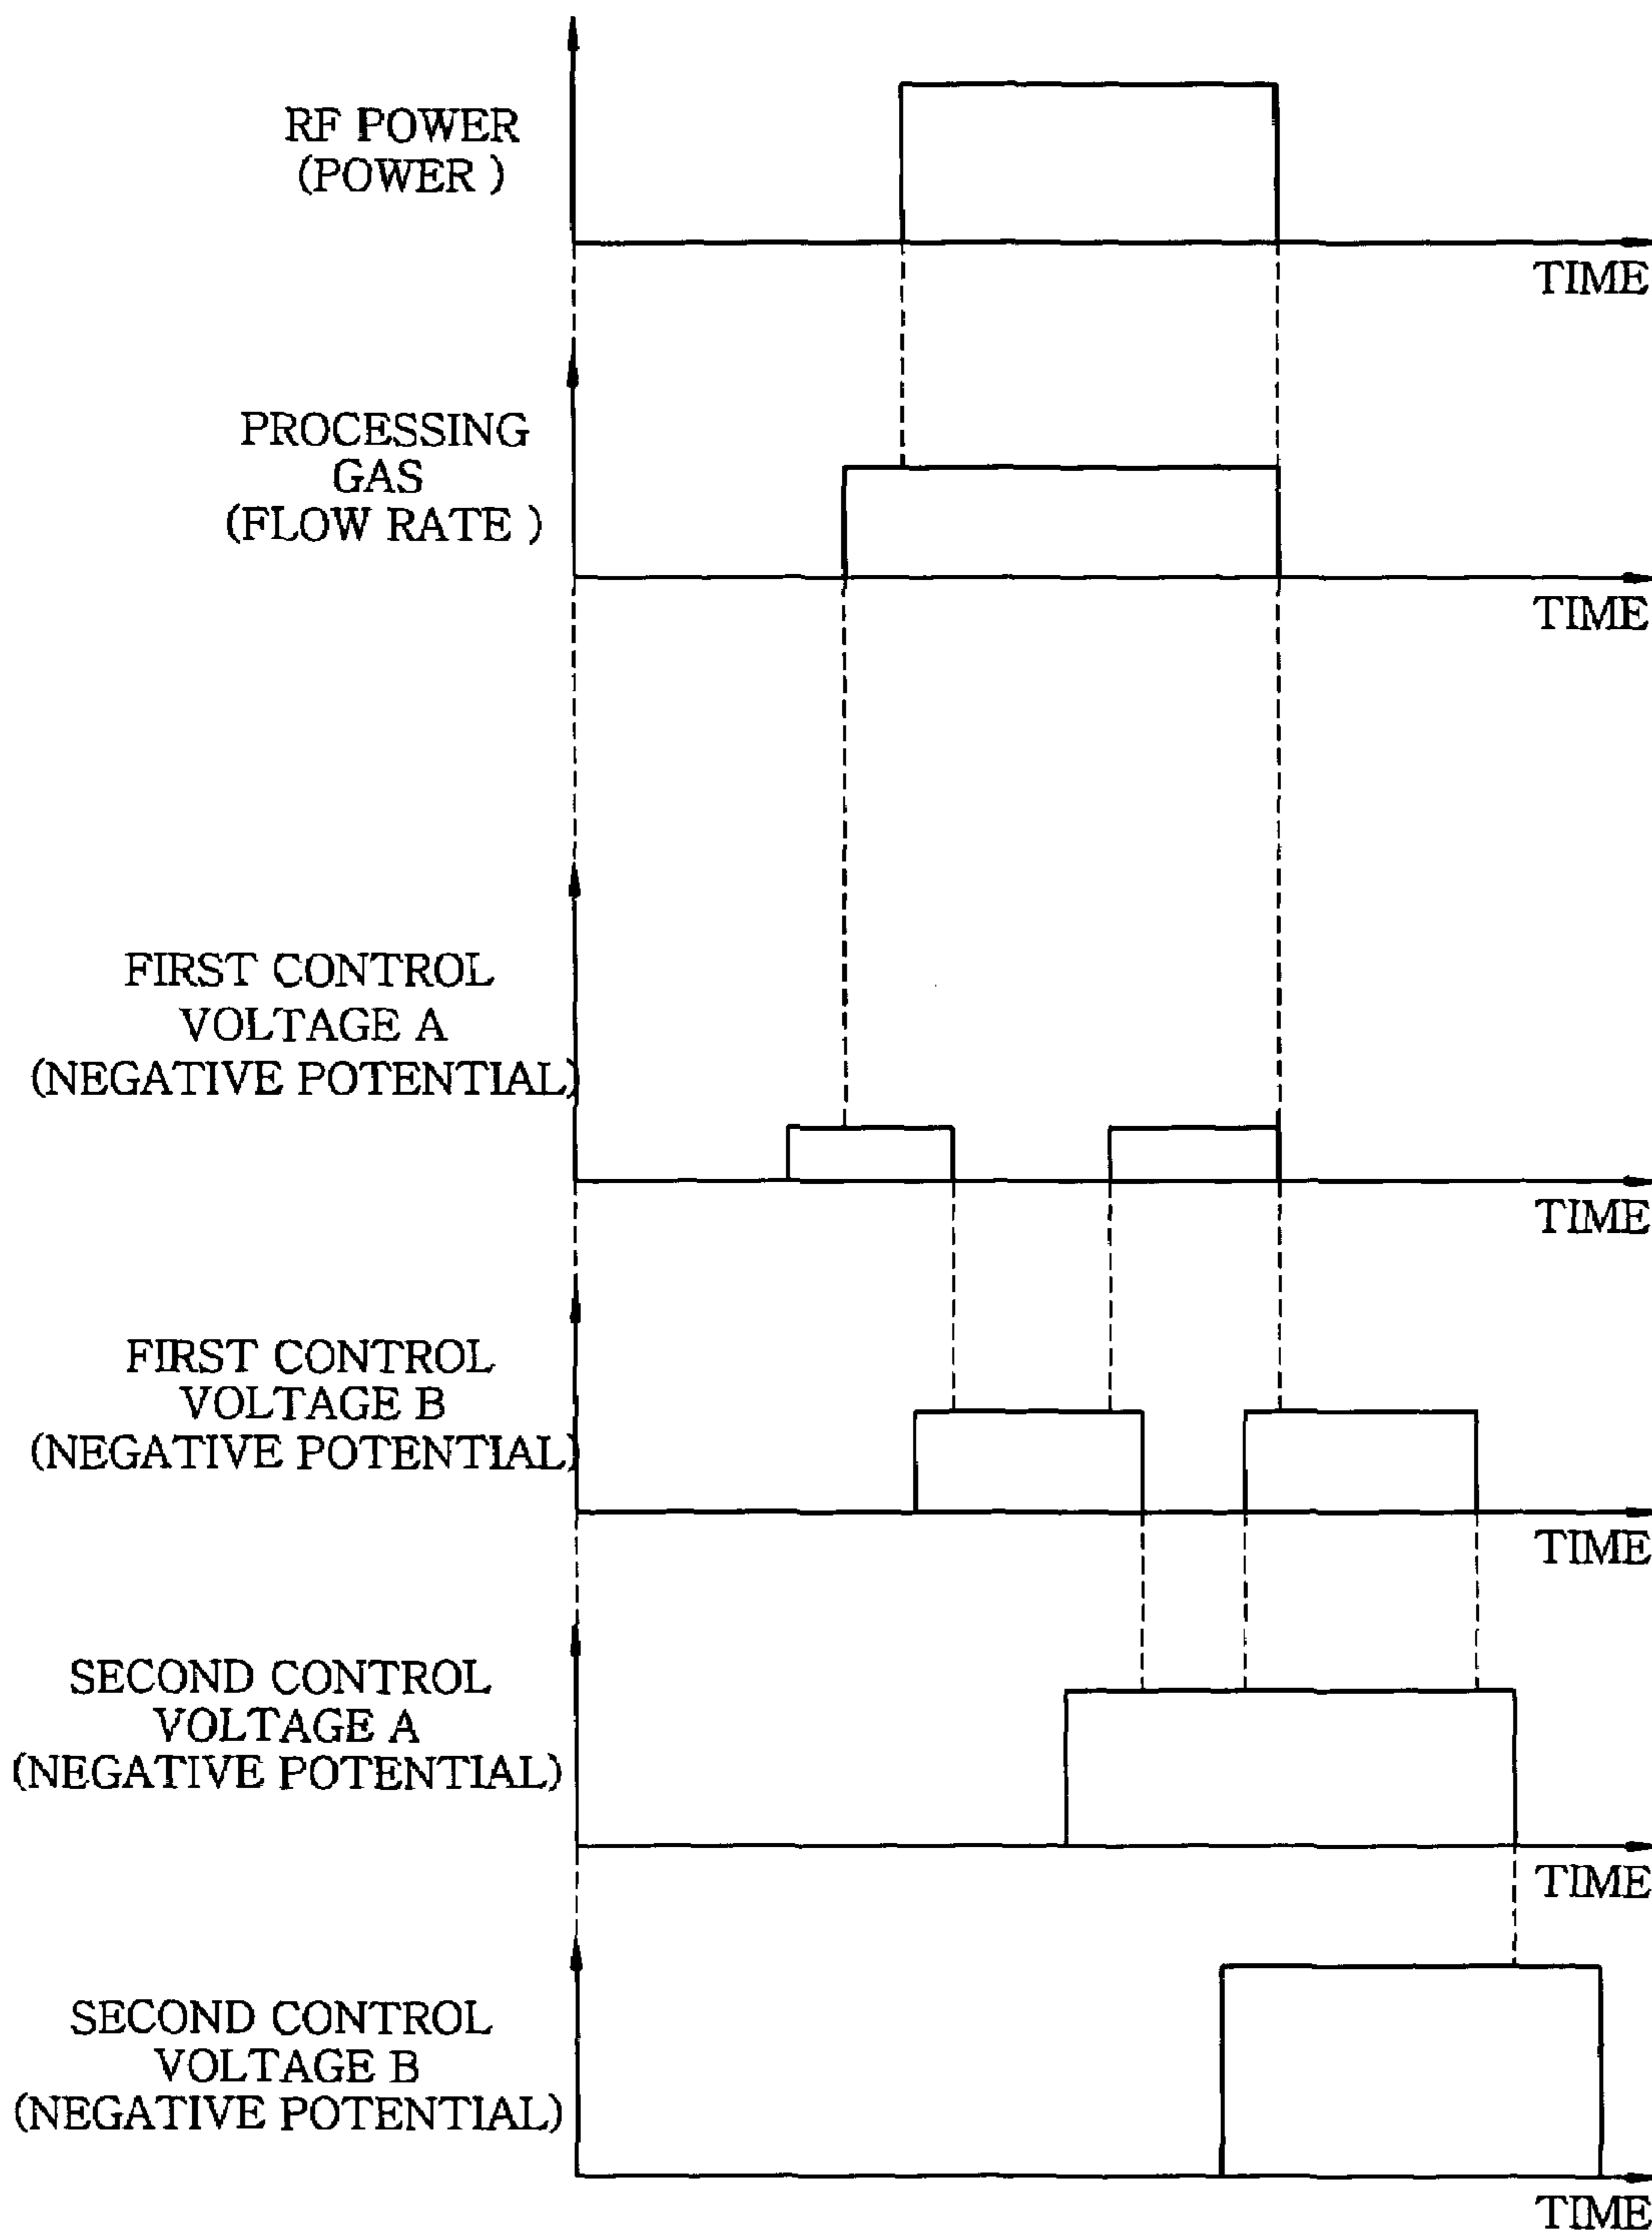 RF POWER
(POWER )
TIME
PROCESSING
GAS
(FLOW RATE )
TIME
FIRST CONTROL
VOLTAGE A
(NEGATIVE POTENTIAL)
TIME
FIRST CONTROL
VOLTAGE B
(NEGATIVE POTENTIAL)
TIME
SECOND CONTROL
VOLTAGE A
(NEGATIVE POTENTIAL)
TIME
SECOND CONTROL
VOLTAGE B
(NEGATIVE POTENTIAL)
TIME